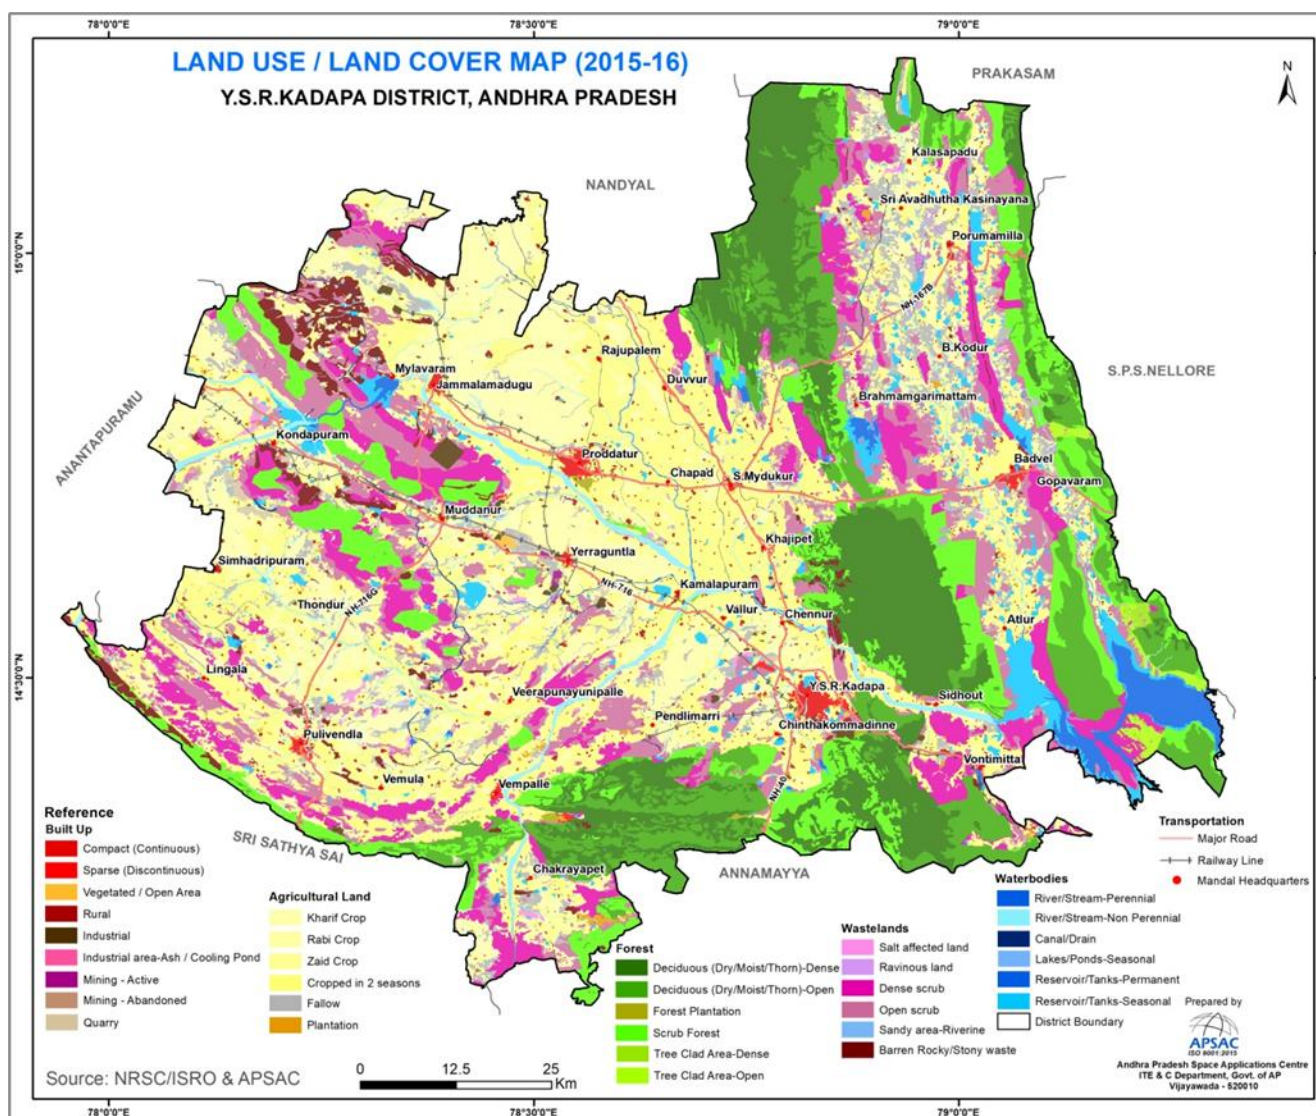 78°0'0"E 78°30'0"E 79°0'0"E
LAND USE / LAND COVER MAP (2015-16)
Y.S.R.KADAPA DISTRICT, ANDHRA PRADESH
N
PRAKASAM
NANDYAL
S.P.S.NELLORE
ANANTAPURAMU
SRI SATHYA SAI
ANNAMAYYA
15°0'0"N
14°30'0"N
Kalasapadu
Sri Avadhutha Kasinayana
Porumamilla
NH-167B
B.Kodur
Rajupalem
Duvvur
Mylavaram
Jammalamadugu
Brahmamgarimattam
Kondapuram
Proddatur
Chapad
S.Mydukur
Badvel
Gopavaram
Muddanur
Khajipet
Yerraguntla
Simhadripuram
NH-716
Kamalapuram
Thondur
NH-716G
Vallur
Chennur
Atlur
Lingala
Veerapunayunipalle
Y.S.R.Kadapa
Sidhout
Pendlimarri
Chinthakommadinne
Pulivendla
Vontimitta
Vemula
Vempalle
NH-40
Chakrayapet
Reference
Built Up
Compact (Continuous)
Sparse (Discontinuous)
Vegetated / Open Area
Rural
Industrial
Industrial area-Ash / Cooling Pond
Mining - Active
Mining - Abandoned
Quarry
Agricultural Land
Kharif Crop
Rabi Crop
Zaid Crop
Cropped in 2 seasons
Fallow
Plantation
Forest
Deciduous (Dry/Moist/Thorn)-Dense
Deciduous (Dry/Moist/Thorn)-Open
Forest Plantation
Scrub Forest
Tree Clad Area-Dense
Tree Clad Area-Open
Wastelands
Salt affected land
Ravinous land
Dense scrub
Open scrub
Sandy area-Riverine
Barren Rocky/Stony waste
Waterbodies
River/Stream-Perennial
River/Stream-Non Perennial
Canal/Drain
Lakes/Ponds-Seasonal
Reservoir/Tanks-Permanent
Reservoir/Tanks-Seasonal
District Boundary
Transportation
Major Road
Railway Line
Mandal Headquarters
Source: NRSC/ISRO & APSAC
0 12.5 25
Km
Prepared by
APSAC
ISO 9001:2015
Andhra Pradesh Space Applications Centre
ITE & C Department, Govt. of AP
Vijayawada - 520010
78°0'0"E 78°30'0"E 79°0'0"E